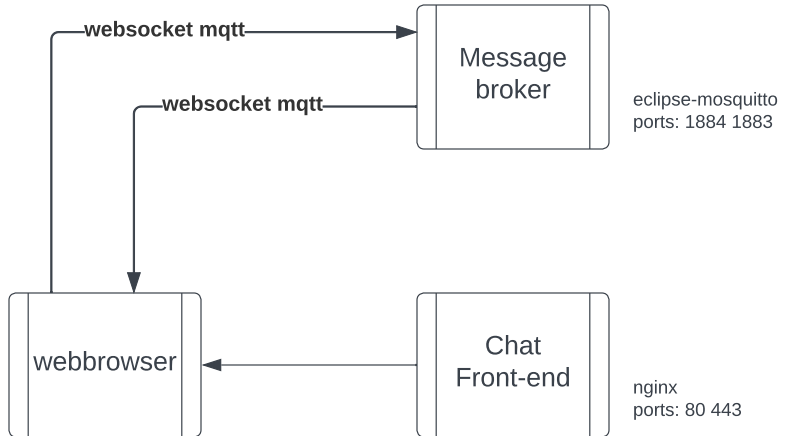 websocket mqtt
Message
broker
websocket mqtt
eclipse-mosquitto
ports: 1884 1883
webbrowser
Chat
Front-end
nginx
ports: 80 443